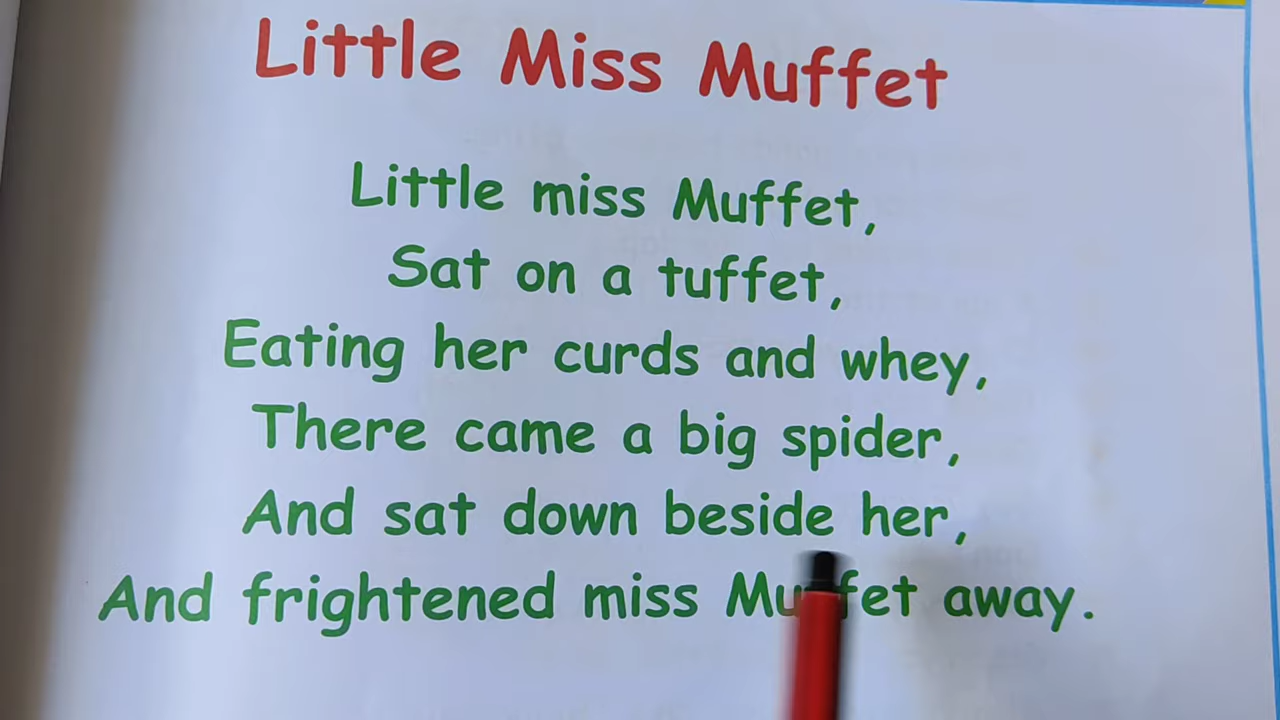 Little Miss Muffet
Little miss Muffet,
Sat on a tuffet,
Eating her curds and whey,
There came a big spider,
And sat down beside her,
And frightened miss Muffet away.